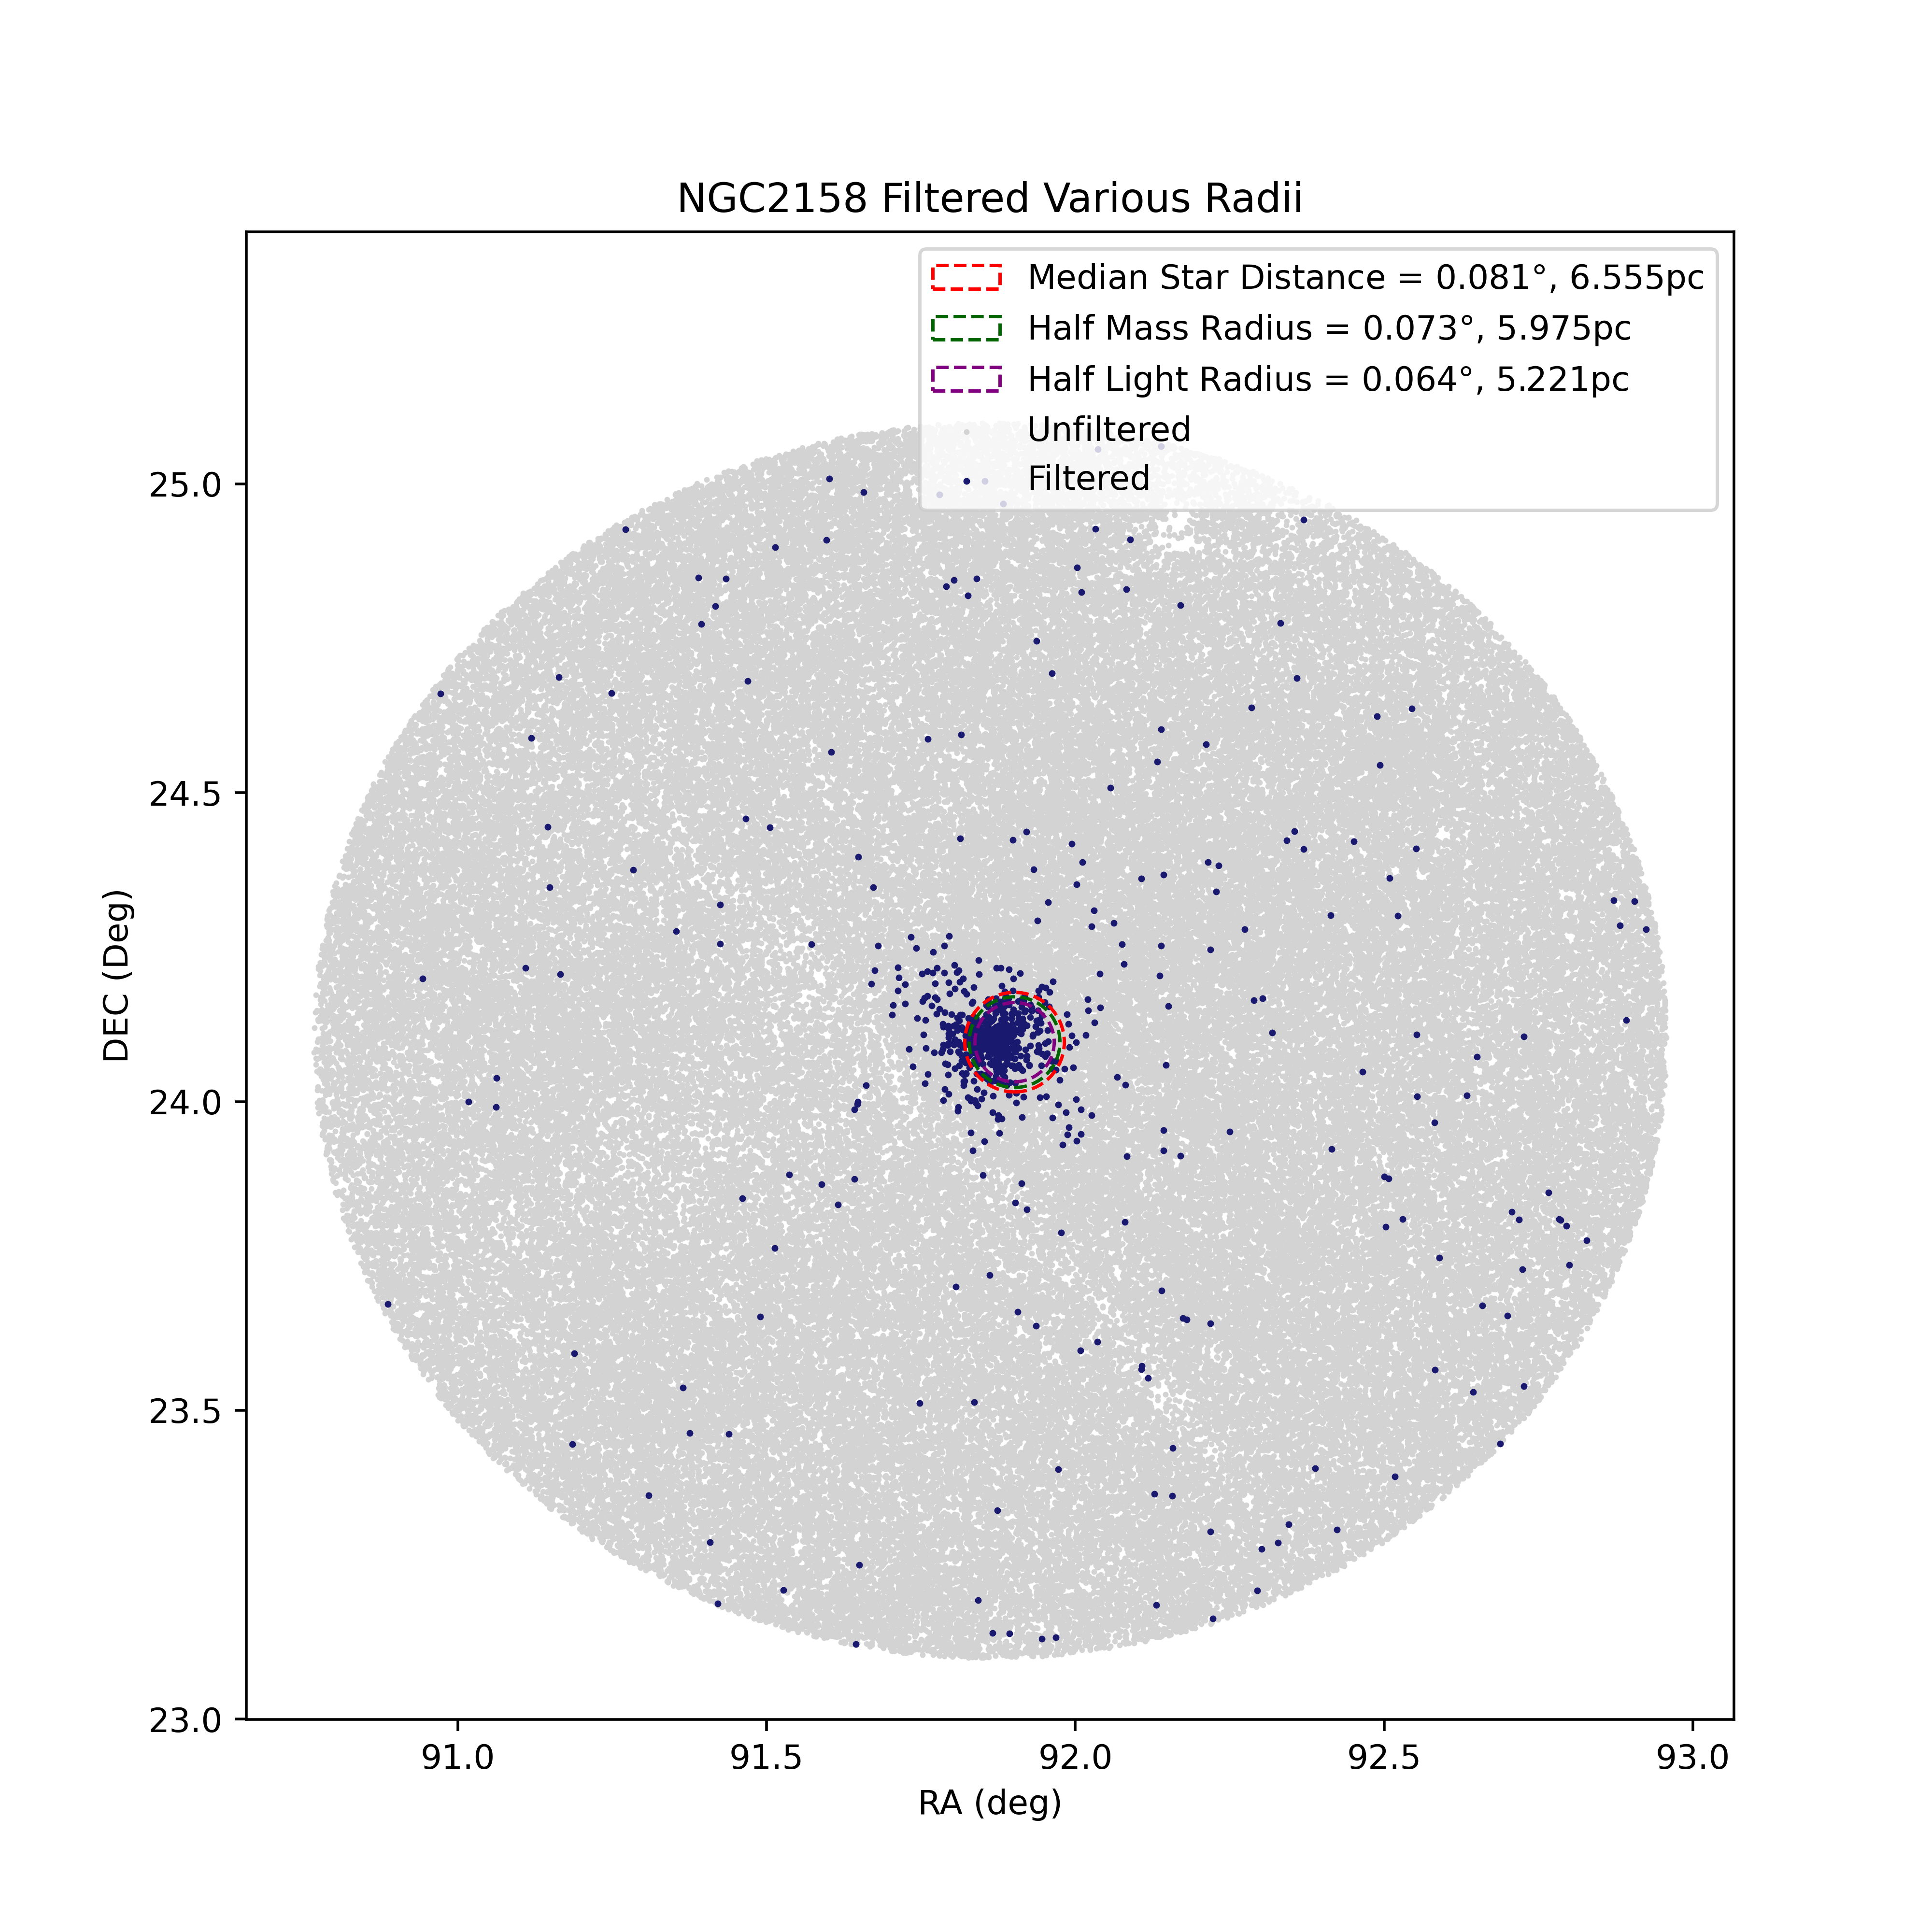 NGC2158 Filtered Various Radii
Median Star Distance = 0.081°, 6.555pc
Half Mass Radius = 0.073°, 5.975pc
Half Light Radius = 0.064°, 5.221pc
Unfiltered
Filtered
25.0
24.5
24.0
23.5
23.0
DEC (Deg)
91.0 91.5 92.0 92.5 93.0
RA (deg)